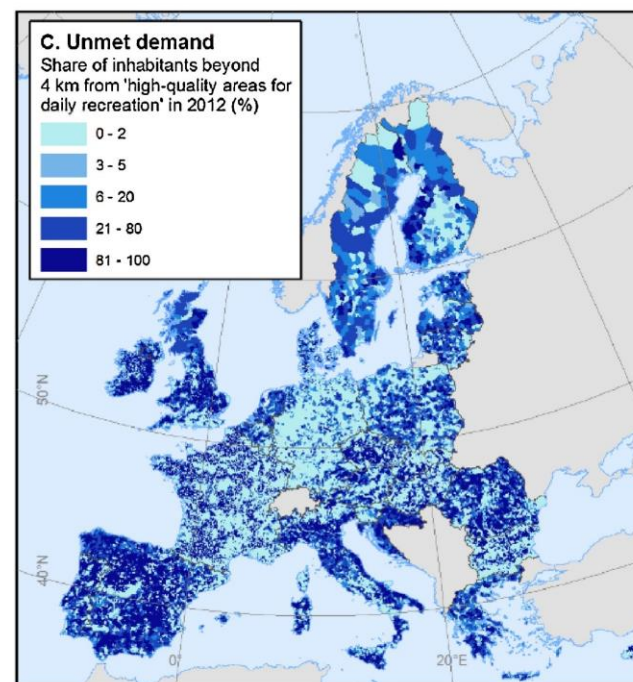 C. Unmet demand
Share of inhabitants beyond
4 km from 'high-quality areas for
daily recreation' in 2012 (%)
0 - 2
3 - 5
6 - 20
21 - 80
81 - 100
50°N
40°N
0°
20°E